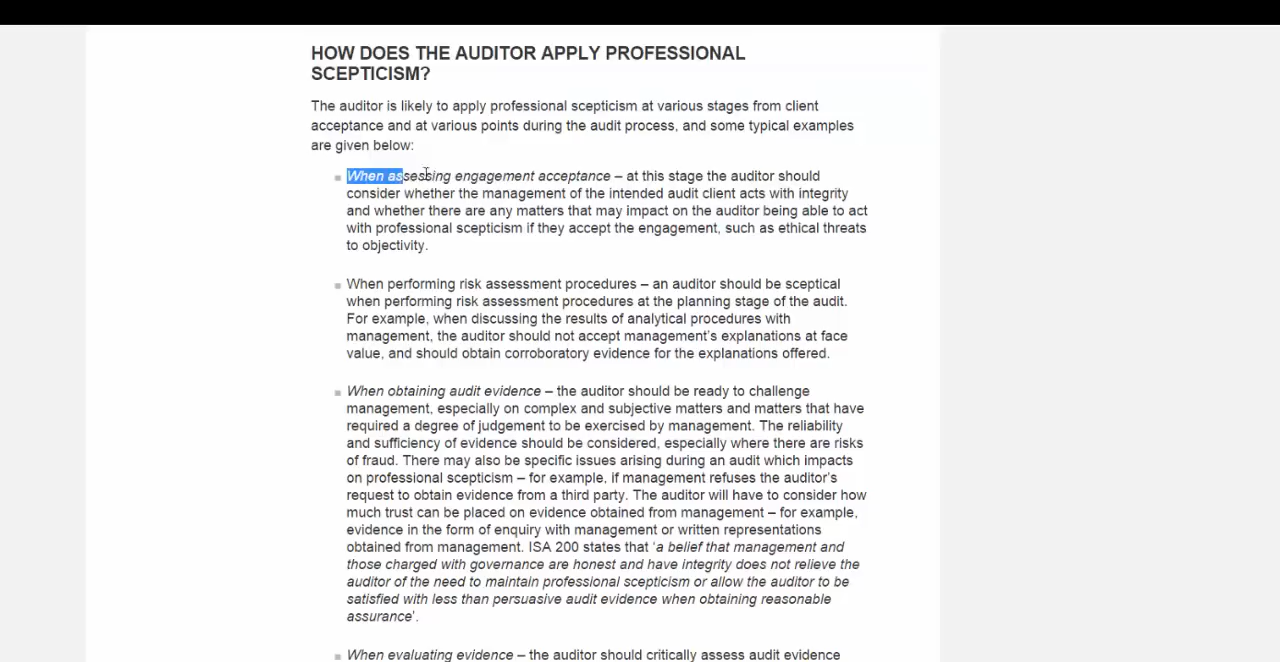 HOW DOES THE AUDITOR APPLY PROFESSIONAL
SCEPTICISM?
The auditor is likely to apply professional scepticism at various stages from client
acceptance and at various points during the audit process, and some typical examples
are given below:
When assessing engagement acceptance – at this stage the auditor should
consider whether the management of the intended audit client acts with integrity
and whether there are any matters that may impact on the auditor being able to act
with professional scepticism if they accept the engagement, such as ethical threats
to objectivity.
When performing risk assessment procedures – an auditor should be sceptical
when performing risk assessment procedures at the planning stage of the audit.
For example, when discussing the results of analytical procedures with
management, the auditor should not accept management's explanations at face
value, and should obtain corroboratory evidence for the explanations offered.
When obtaining audit evidence – the auditor should be ready to challenge
management, especially on complex and subjective matters and matters that have
required a degree of judgement to be exercised by management. The reliability
and sufficiency of evidence should be considered, especially where there are risks
of fraud. There may also be specific issues arising during an audit which impacts
on professional scepticism – for example, if management refuses the auditor's
request to obtain evidence from a third party. The auditor will have to consider how
much trust can be placed on evidence obtained from management – for example,
evidence in the form of enquiry with management or written representations
obtained from management. ISA 200 states that 'a belief that management and
those charged with governance are honest and have integrity does not relieve the
auditor of the need to maintain professional scepticism or allow the auditor to be
satisfied with less than persuasive audit evidence when obtaining reasonable
assurance'.
When evaluating evidence – the auditor should critically assess audit evidence